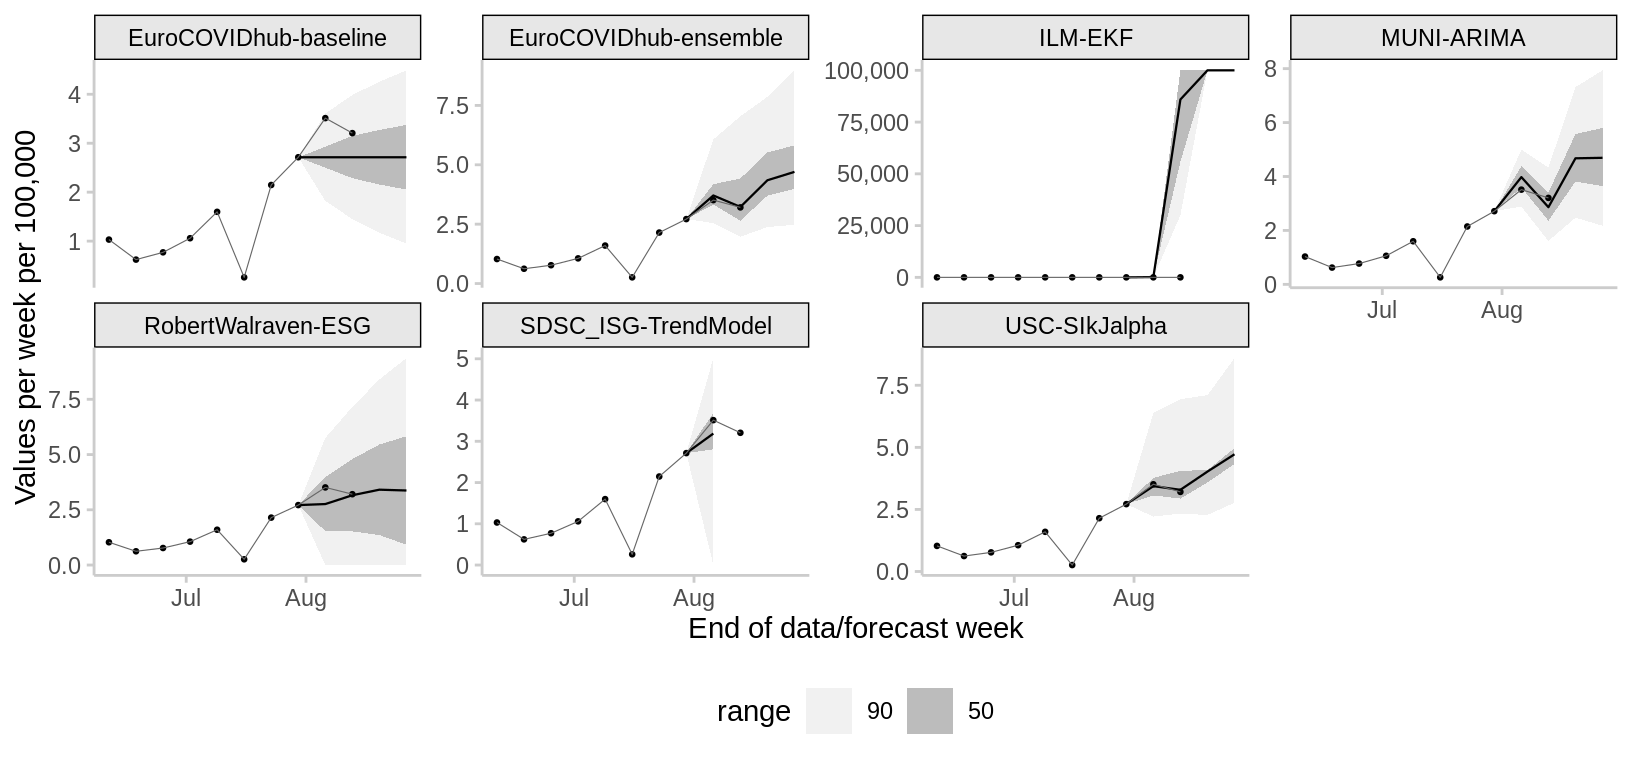 EuroCOVIDhub-baseline
EuroCOVIDhub-ensemble
ILM-EKF
MUNI-ARIMA
4
3
2
1
7.5
5.0
2.5
0.0
100,000
75,000
50,000
25,000
0
8
6
4
2
0
Jul Aug
RobertWalraven-ESG
SDSC_ISG-TrendModel
USC-SIkJalpha
7.5
5.0
2.5
0.0
5
4
3
2
1
0
7.5
5.0
2.5
0.0
Jul Aug
Jul Aug
Jul Aug
Values per week per 100,000
End of data/forecast week
range 90 50